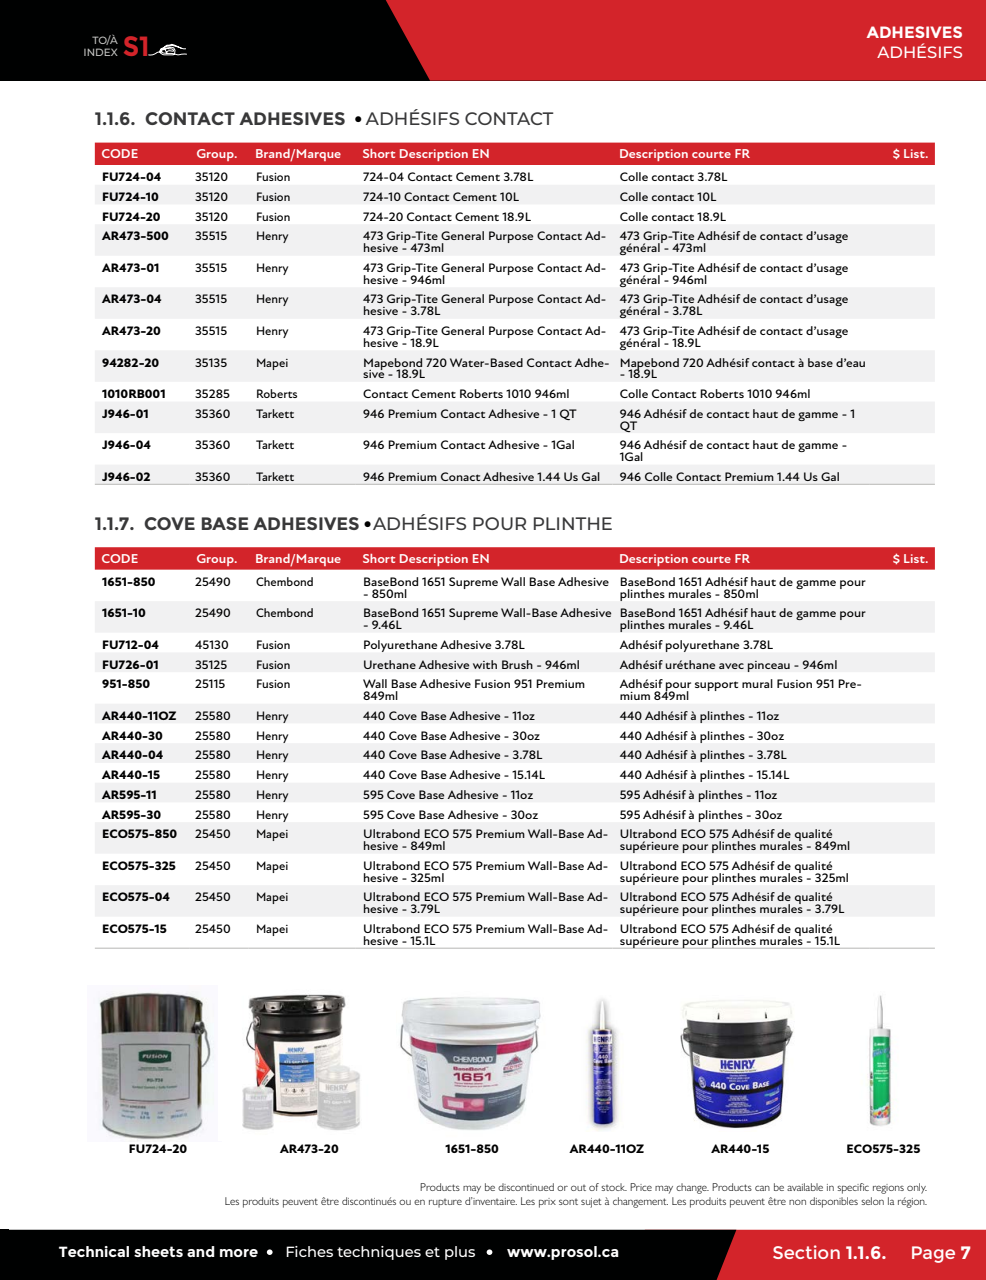 TO/À
INDEX S1
ADHESIVES
ADHÉSIFS
1.1.6. CONTACT ADHESIVES • ADHÉSIFS CONTACT
CODE Group. Brand/Marque Short Description EN Description courte FR $ List.
FU724-04 35120 Fusion 724-04 Contact Cement 3.78L Colle contact 3.78L
FU724-10 35120 Fusion 724-10 Contact Cement 10L Colle contact 10L
FU724-20 35120 Fusion 724-20 Contact Cement 18.9L Colle contact 18.9L
AR473-500 35515 Henry 473 Grip-Tite General Purpose Contact Ad- 473 Grip-Tite Adhésif de contact d'usage
hesive - 473ml général - 473ml
AR473-01 35515 Henry 473 Grip-Tite General Purpose Contact Ad- 473 Grip-Tite Adhésif de contact d'usage
hesive - 946ml général - 946ml
AR473-04 35515 Henry 473 Grip-Tite General Purpose Contact Ad- 473 Grip-Tite Adhésif de contact d'usage
hesive - 3.78L général - 3.78L
AR473-20 35515 Henry 473 Grip-Tite General Purpose Contact Ad- 473 Grip-Tite Adhésif de contact d'usage
hesive - 18.9L général - 18.9L
94282-20 35135 Mapei Mapebond 720 Water-Based Contact Adhe- Mapebond 720 Adhésif contact à base d'eau
sive - 18.9L - 18.9L
1010RB001 35285 Roberts Contact Cement Roberts 1010 946ml Colle Contact Roberts 1010 946ml
J946-01 35360 Tarkett 946 Premium Contact Adhesive - 1 QT 946 Adhésif de contact haut de gamme - 1
QT
J946-04 35360 Tarkett 946 Premium Contact Adhesive - 1Gal 946 Adhésif de contact haut de gamme -
1Gal
J946-02 35360 Tarkett 946 Premium Conact Adhesive 1.44 Us Gal 946 Colle Contact Premium 1.44 Us Gal
1.1.7. COVE BASE ADHESIVES • ADHÉSIFS POUR PLINTHE
CODE Group. Brand/Marque Short Description EN Description courte FR $ List.
1651-850 25490 Chembond BaseBond 1651 Supreme Wall Base Adhesive BaseBond 1651 Adhésif haut de gamme pour
- 850ml plinthes murales - 850ml
1651-10 25490 Chembond BaseBond 1651 Supreme Wall-Base Adhesive BaseBond 1651 Adhésif haut de gamme pour
- 9.46L plinthes murales - 9.46L
FU712-04 45130 Fusion Polyurethane Adhesive 3.78L Adhésif polyurethane 3.78L
FU726-01 35125 Fusion Urethane Adhesive with Brush - 946ml Adhésif uréthane avec pinceau - 946ml
951-850 25115 Fusion Wall Base Adhesive Fusion 951 Premium Adhésif pour support mural Fusion 951 Pre-
849ml mium 849ml
AR440-11OZ 25580 Henry 440 Cove Base Adhesive - 11oz 440 Adhésif à plinthes - 11oz
AR440-30 25580 Henry 440 Cove Base Adhesive - 30oz 440 Adhésif à plinthes - 30oz
AR440-04 25580 Henry 440 Cove Base Adhesive - 3.78L 440 Adhésif à plinthes - 3.78L
AR440-15 25580 Henry 440 Cove Base Adhesive - 15.14L 440 Adhésif à plinthes - 15.14L
AR595-11 25580 Henry 595 Cove Base Adhesive - 11oz 595 Adhésif à plinthes - 11oz
AR595-30 25580 Henry 595 Cove Base Adhesive - 30oz 595 Adhésif à plinthes - 30oz
ECO575-850 25450 Mapei Ultrabond ECO 575 Premium Wall-Base Ad- Ultrabond ECO 575 Adhésif de qualité
hesive - 849ml supérieure pour plinthes murales - 849ml
ECO575-325 25450 Mapei Ultrabond ECO 575 Premium Wall-Base Ad- Ultrabond ECO 575 Adhésif de qualité
hesive - 325ml supérieure pour plinthes murales - 325ml
ECO575-04 25450 Mapei Ultrabond ECO 575 Premium Wall-Base Ad- Ultrabond ECO 575 Adhésif de qualité
hesive - 3.79L supérieure pour plinthes murales - 3.79L
ECO575-15 25450 Mapei Ultrabond ECO 575 Premium Wall-Base Ad- Ultrabond ECO 575 Adhésif de qualité
hesive - 15.1L supérieure pour plinthes murales - 15.1L
FUSION
HENRY
HENRY
CHEMBOND
BaseBond
1651
HENRY
440
HENRY
440 COVE BASE
FU724-20 AR473-20 1651-850 AR440-11OZ AR440-15 ECO575-325
Products may be discontinued or out of stock. Price may change. Products can be available in specific regions only.
Les produits peuvent être discontinués ou en rupture d'inventaire. Les prix sont sujet à changement. Les produits peuvent être non disponibles selon la région.
Technical sheets and more • Fiches techniques et plus • www.prosol.ca
Section 1.1.6. Page 7